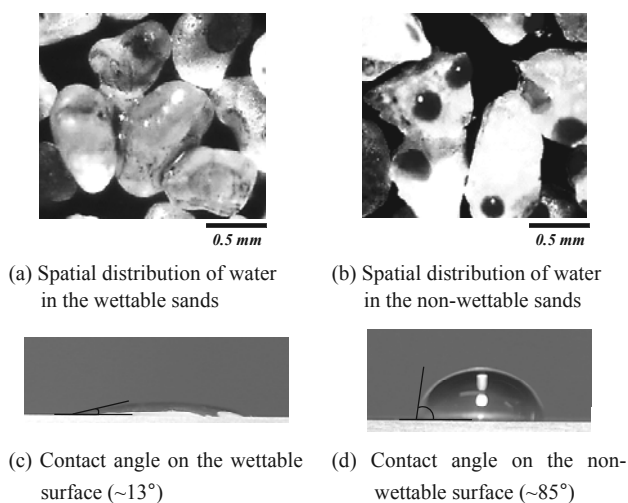 0.5 mm
0.5 mm
(a) Spatial distribution of water
in the wettable sands
(b) Spatial distribution of water
in the non-wettable sands
(c) Contact angle on the wettable
surface (~13°)
(d) Contact angle on the non-
wettable surface (~85°)